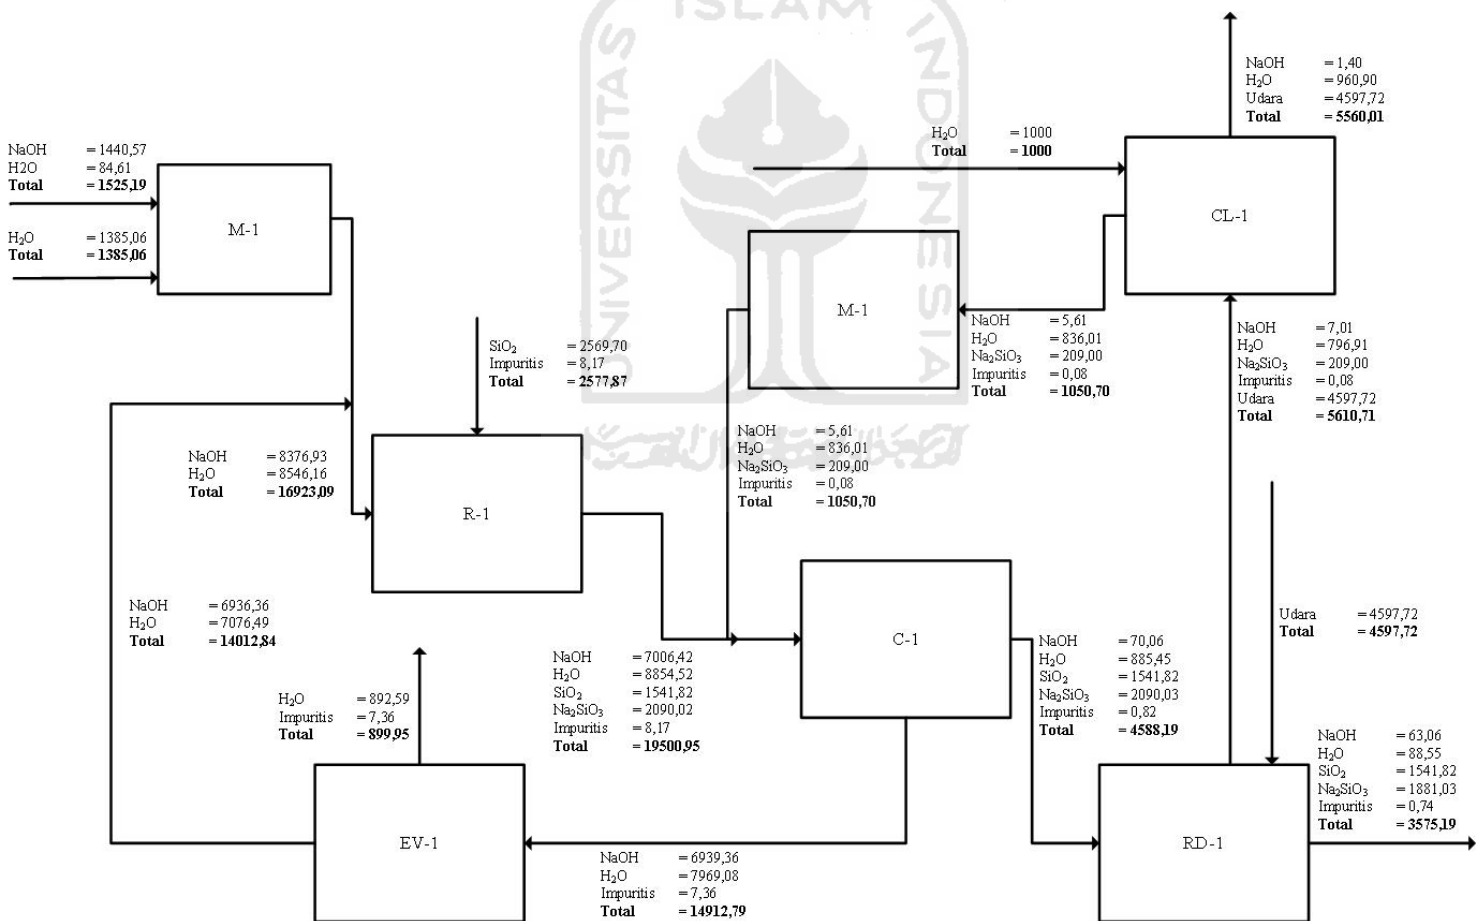 ISLAM
UNIVERSITAS
INDONESIA
NaOH = 1,40
H₂O = 960,90
Udara = 4597,72
Total = 5560,01
H₂O = 1000
Total = 1000
NaOH = 1440,57
H2O = 84,61
Total = 1525,19
H₂O = 1385,06
Total = 1385,06
M-1
CL-1
M-1
NaOH = 5,61
H₂O = 836,01
Na₂SiO₃ = 209,00
Impuritis = 0,08
Total = 1050,70
NaOH = 7,01
H₂O = 796,91
Na₂SiO₃ = 209,00
Impuritis = 0,08
Udara = 4597,72
Total = 5610,71
SiO₂ = 2569,70
Impuritis = 8,17
Total = 2577,87
NaOH = 5,61
H₂O = 836,01
Na₂SiO₃ = 209,00
Impuritis = 0,08
Total = 1050,70
NaOH = 8376,93
H₂O = 8546,16
Total = 16923,09
R-1
NaOH = 6936,36
H₂O = 7076,49
Total = 14012,84
Udara = 4597,72
Total = 4597,72
C-1
NaOH = 7006,42
H₂O = 8854,52
SiO₂ = 1541,82
Na₂SiO₃ = 2090,02
Impuritis = 8,17
Total = 19500,95
NaOH = 70,06
H₂O = 885,45
SiO₂ = 1541,82
Na₂SiO₃ = 2090,03
Impuritis = 0,82
Total = 4588,19
H₂O = 892,59
Impuritis = 7,36
Total = 899,95
NaOH = 63,06
H₂O = 88,55
SiO₂ = 1541,82
Na₂SiO₃ = 1881,03
Impuritis = 0,74
Total = 3575,19
EV-1
RD-1
NaOH = 6939,36
H₂O = 7969,08
Impuritis = 7,36
Total = 14912,79